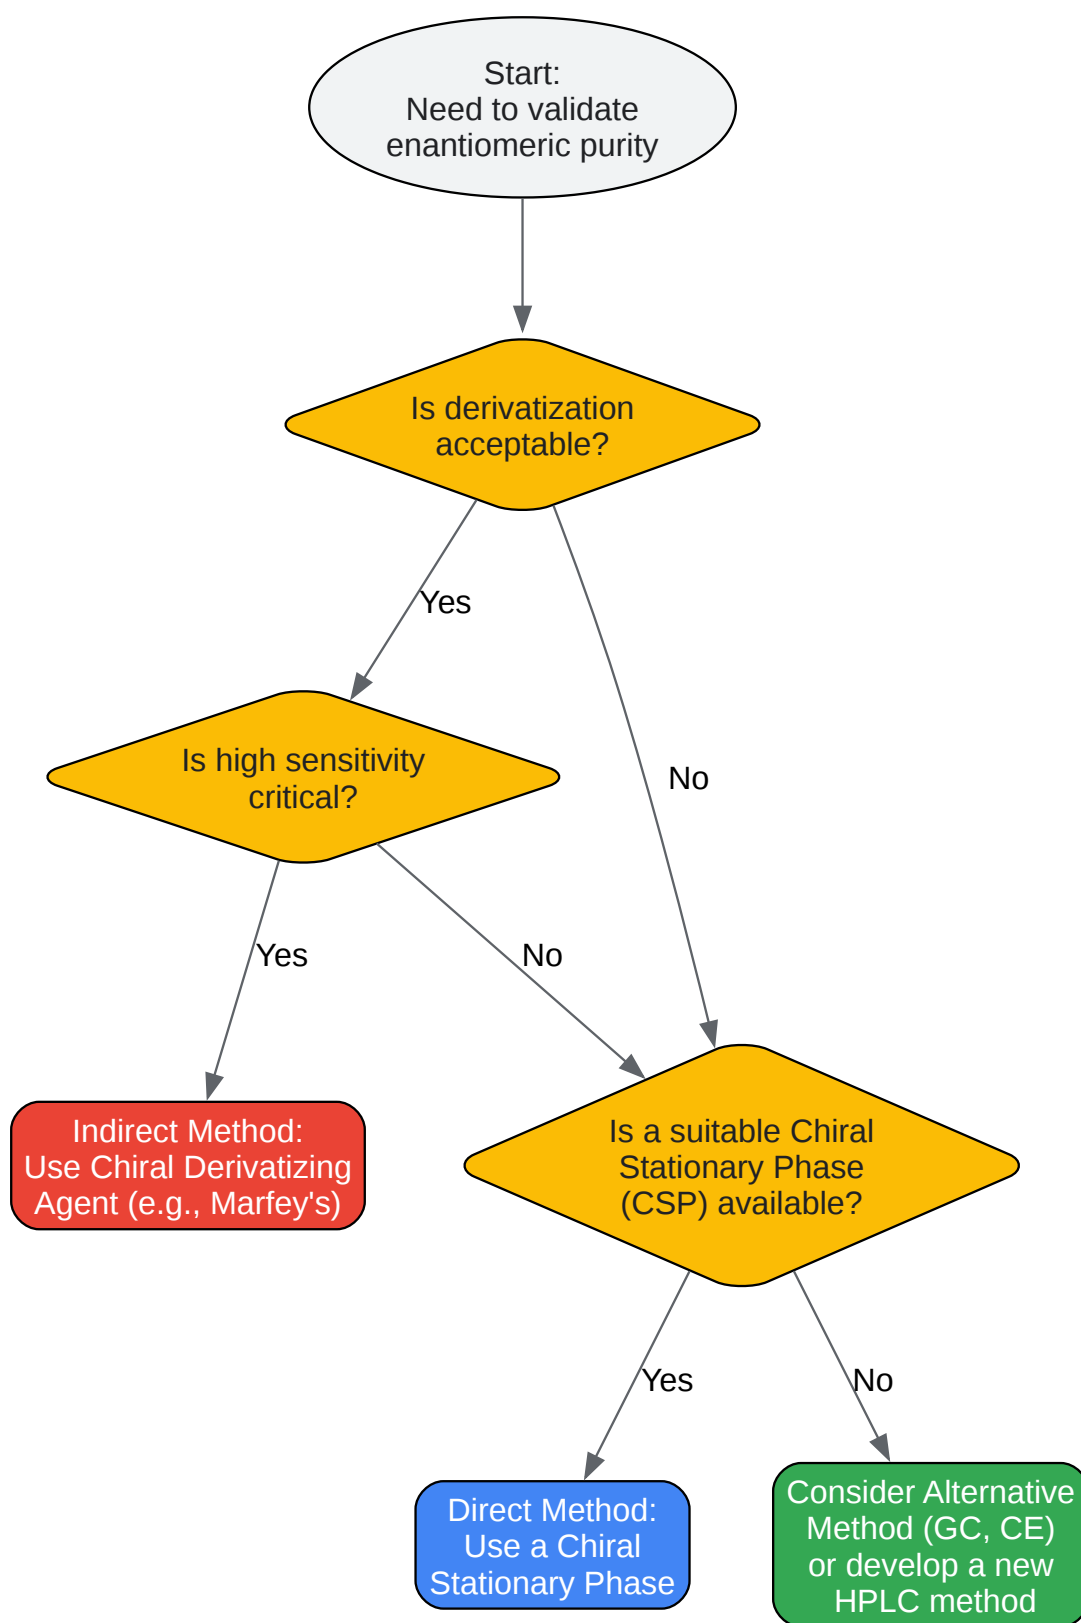 Start:
Need to validate
enantiomeric purity
Is derivatization
acceptable?
Yes
No
Is high sensitivity
critical?
Yes
No
Indirect Method:
Use Chiral Derivatizing
Agent (e.g., Marfey's)
Is a suitable Chiral
Stationary Phase
(CSP) available?
Yes
No
Direct Method:
Use a Chiral
Stationary Phase
Consider Alternative
Method (GC, CE)
or develop a new
HPLC method